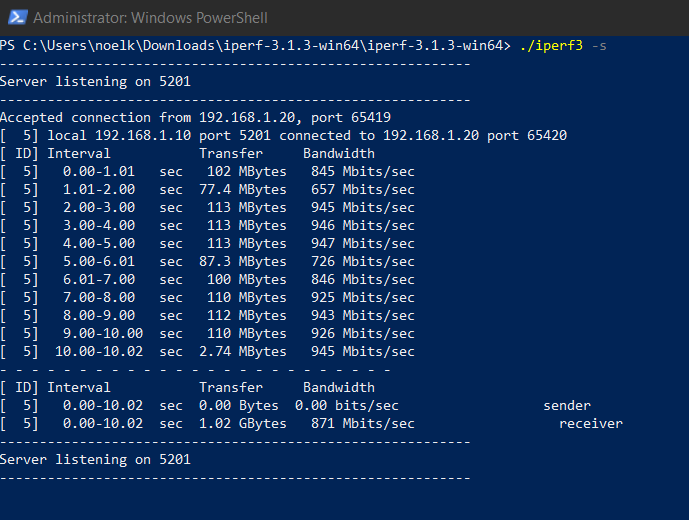 Administrator: Windows PowerShell
PS C:\Users\noelk\Downloads\iperf-3.1.3-win64\iperf-3.1.3-win64> ./iperf3 -s
-----------------------------------------------------------
Server listening on 5201
-----------------------------------------------------------
Accepted connection from 192.168.1.20, port 65419
[  5] local 192.168.1.10 port 5201 connected to 192.168.1.20 port 65420
[ ID] Interval           Transfer     Bandwidth
[  5]   0.00-1.01   sec   102 MBytes   845 Mbits/sec
[  5]   1.01-2.00   sec  77.4 MBytes   657 Mbits/sec
[  5]   2.00-3.00   sec   113 MBytes   945 Mbits/sec
[  5]   3.00-4.00   sec   113 MBytes   946 Mbits/sec
[  5]   4.00-5.00   sec   113 MBytes   947 Mbits/sec
[  5]   5.00-6.01   sec  87.3 MBytes   726 Mbits/sec
[  5]   6.01-7.00   sec   100 MBytes   846 Mbits/sec
[  5]   7.00-8.00   sec   110 MBytes   925 Mbits/sec
[  5]   8.00-9.00   sec   112 MBytes   943 Mbits/sec
[  5]   9.00-10.00  sec   110 MBytes   926 Mbits/sec
[  5]  10.00-10.02  sec  2.74 MBytes   945 Mbits/sec
- - - - - - - - - - - - - - - - - - - - - - - - -
[ ID] Interval           Transfer     Bandwidth
[  5]   0.00-10.02  sec  0.00 Bytes  0.00 bits/sec                  sender
[  5]   0.00-10.02  sec  1.02 GBytes   871 Mbits/sec                  receiver
-----------------------------------------------------------
Server listening on 5201
-----------------------------------------------------------